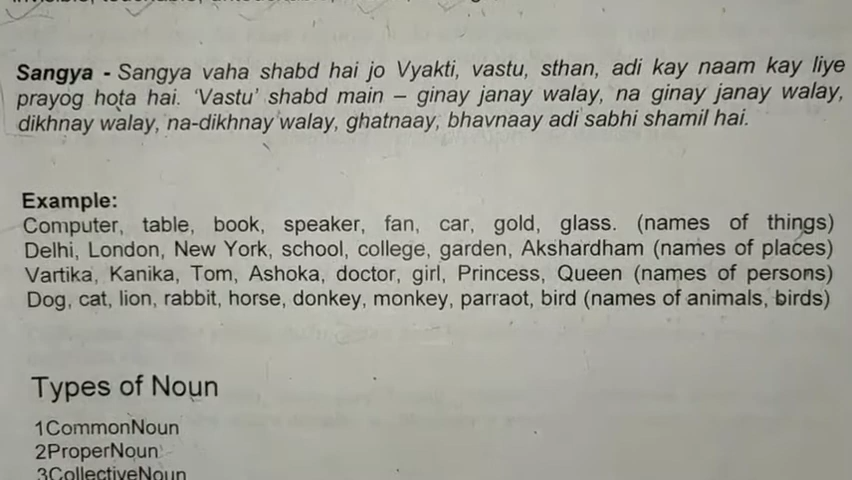 Sangya - Sangya vaha shabd hai jo Vyakti, vastu, sthan, adi kay naam kay liye
prayog hota hai. 'Vastu' shabd main – ginay janay walay, na ginay janay walay,
dikhnay walay, na-dikhnay walay, ghatnaay, bhavnaay adi sabhi shamil hai.
Example:
Computer, table, book, speaker, fan, car, gold, glass. (names of things)
Delhi, London, New York, school, college, garden, Akshardham (names of places)
Vartika, Kanika, Tom, Ashoka, doctor, girl, Princess, Queen (names of persons)
Dog, cat, lion, rabbit, horse, donkey, monkey, parraot, bird (names of animals, birds)
Types of Noun
1CommonNoun
2ProperNoun
3CollectiveNoun